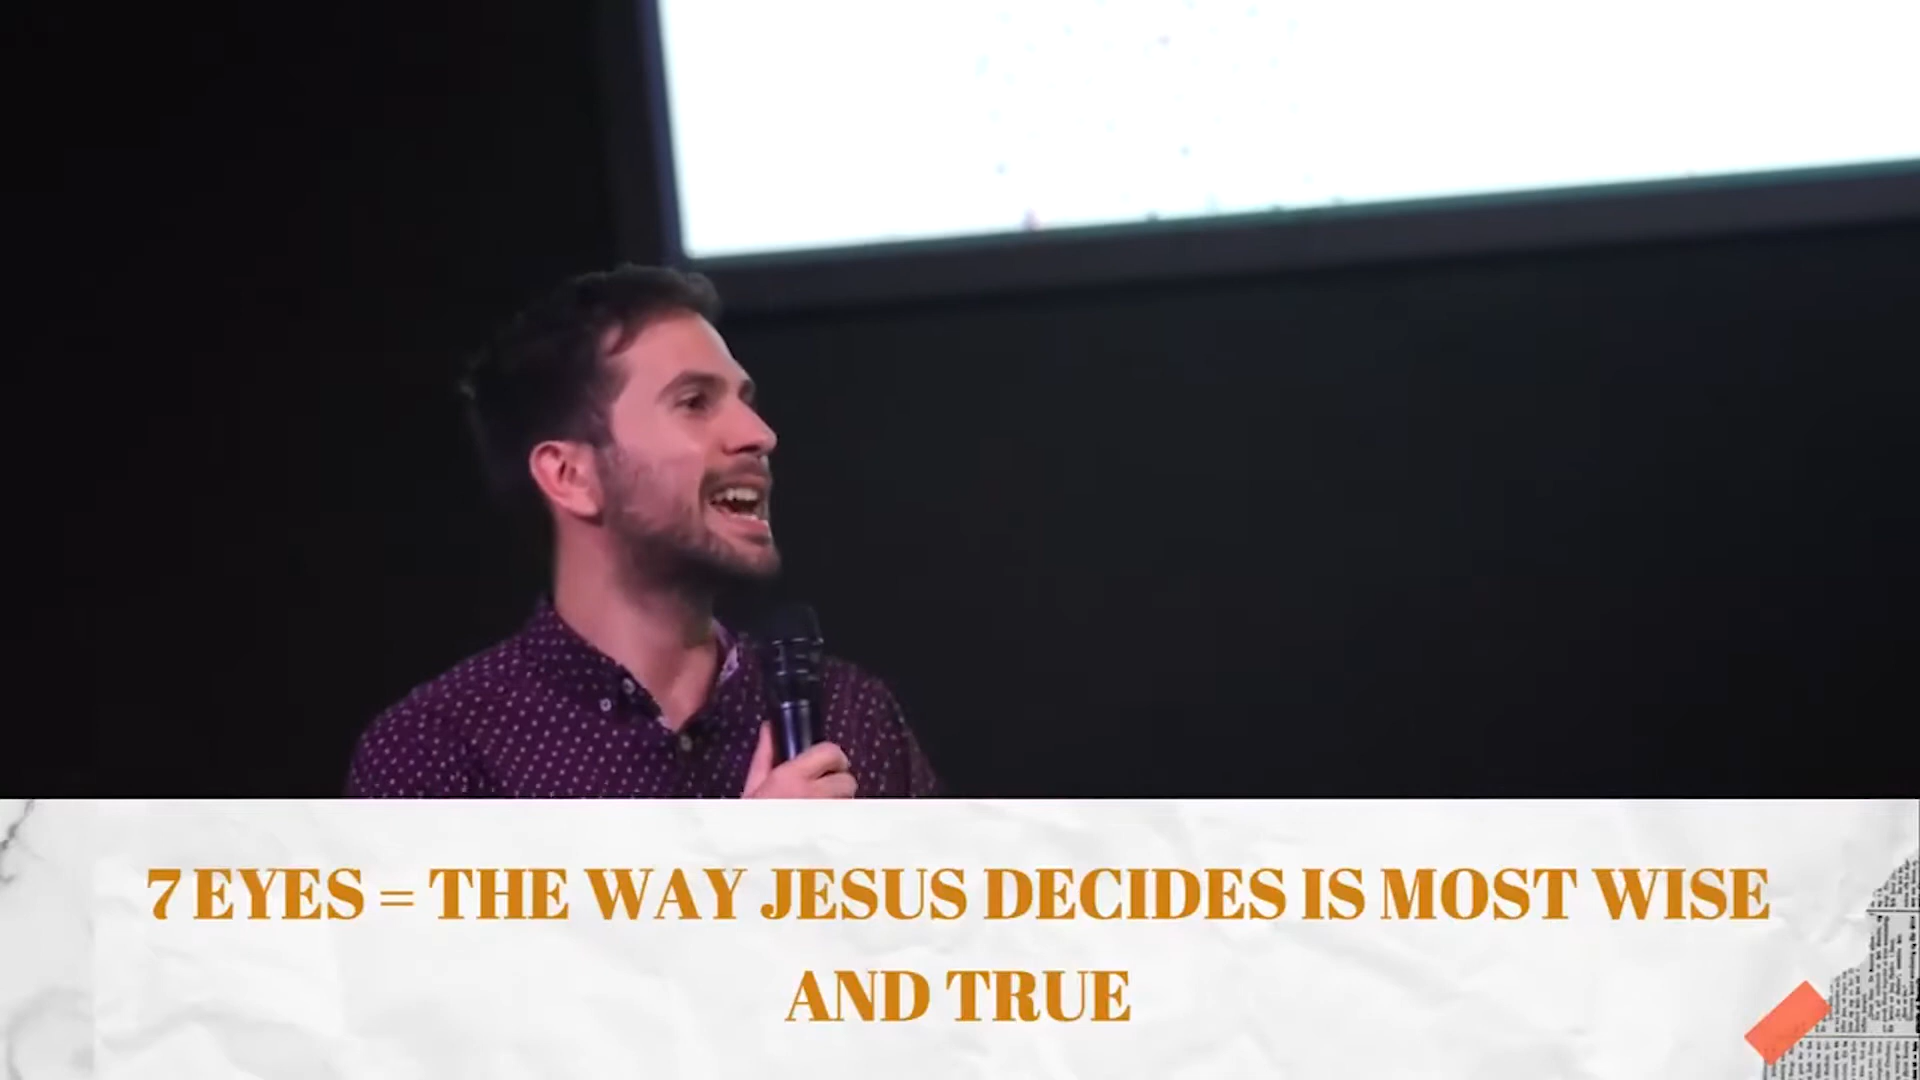 7 EYES = THE WAY JESUS DECIDES IS MOST WISE
AND TRUE